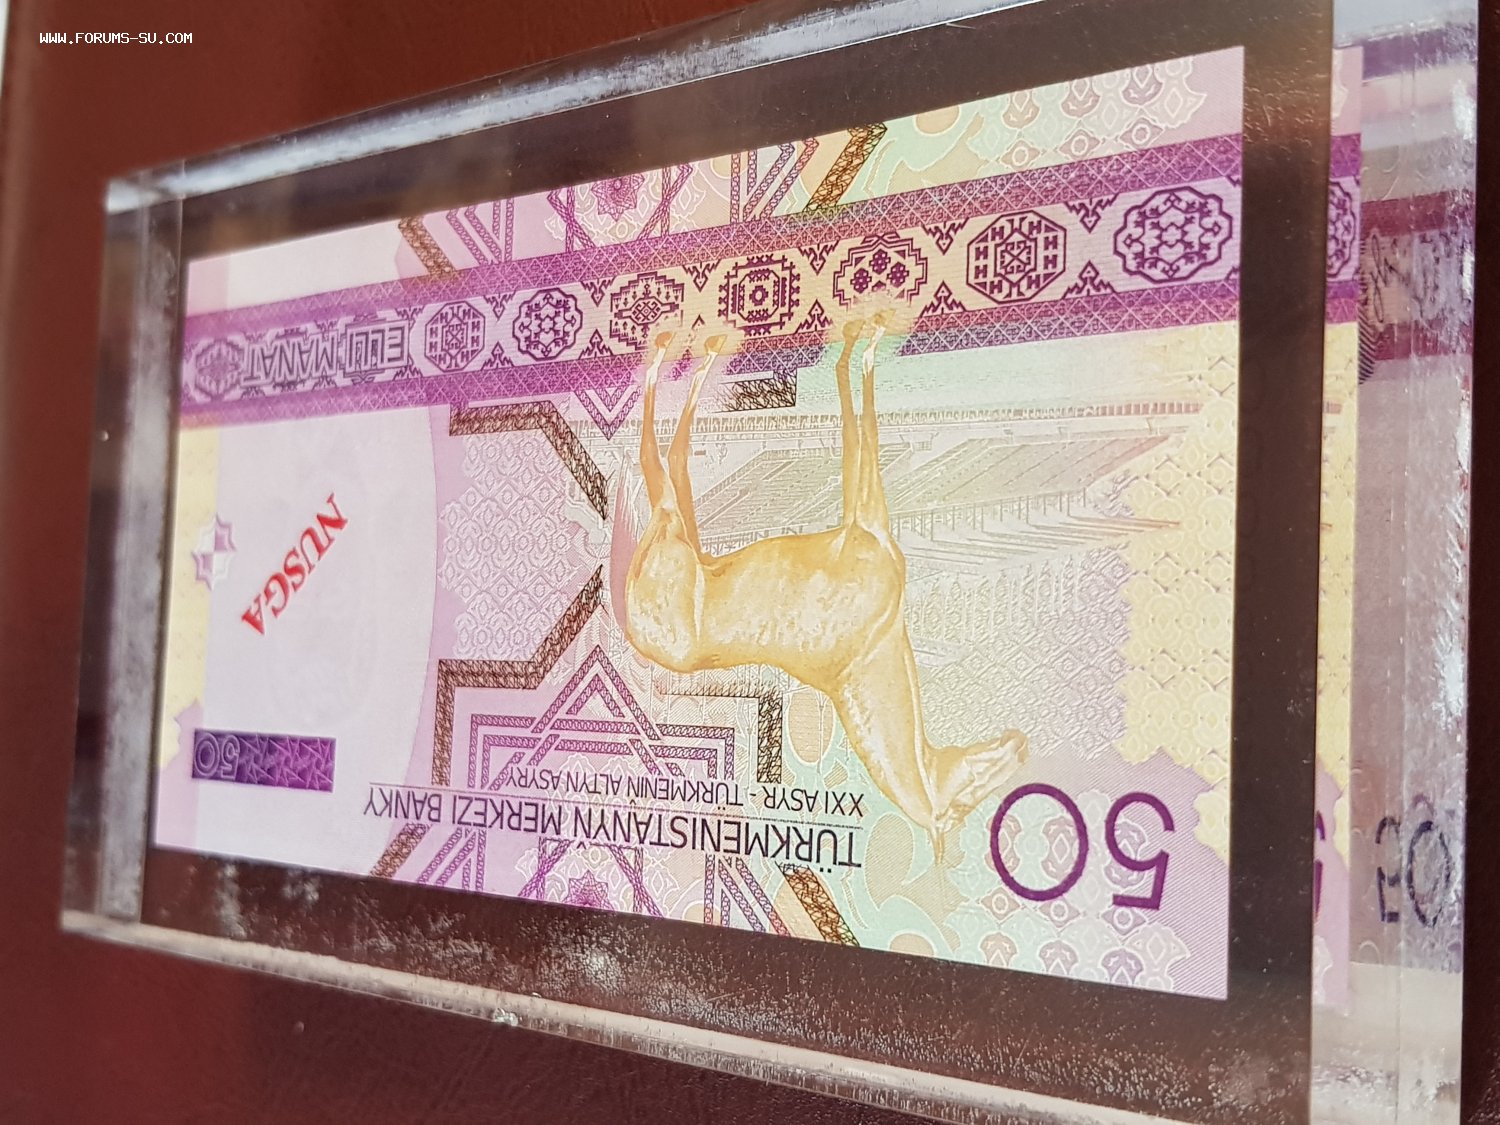 WWW.FORUMS-SU.COM
50
TÜRKMENISTANYŇ MERKEZI BANKY
XXI ASYR - TÜRKMENIŇ ALTYN ASYRY
50
NUSGA
ELLI MANAT